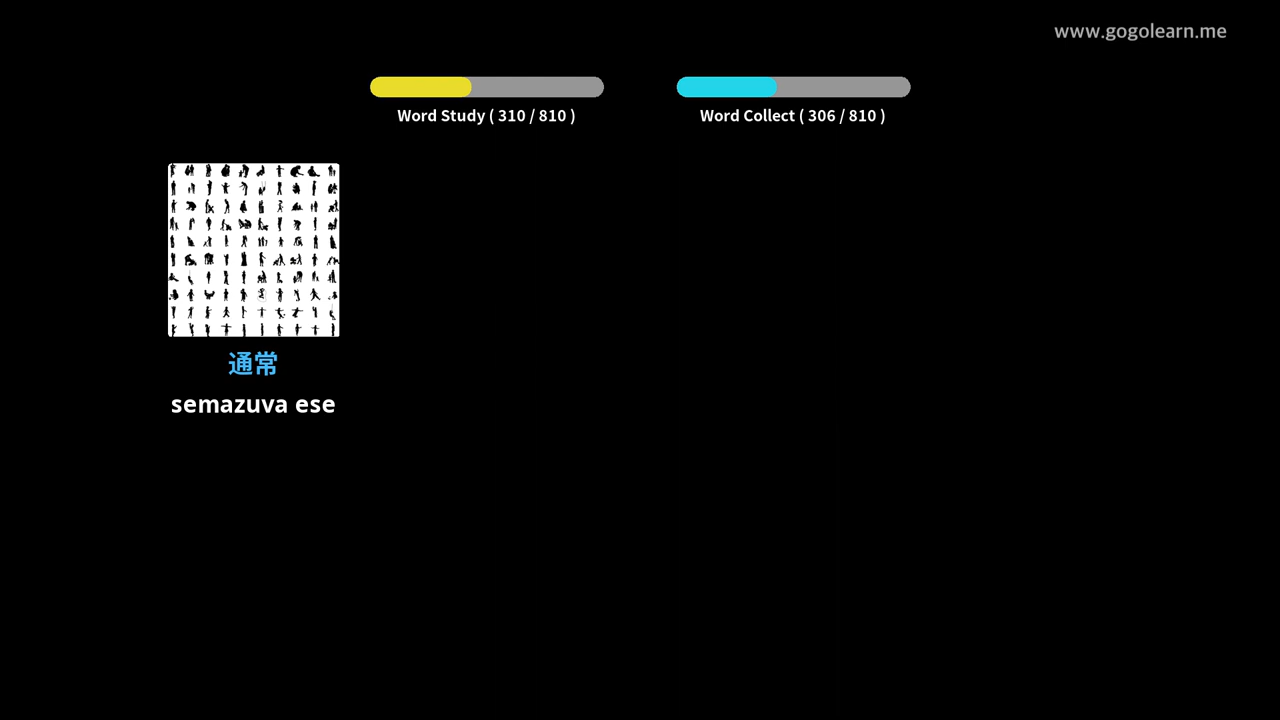 www.gogolearn.me
Word Study ( 310 / 810 )
Word Collect ( 306 / 810 )
通常
semazuva ese